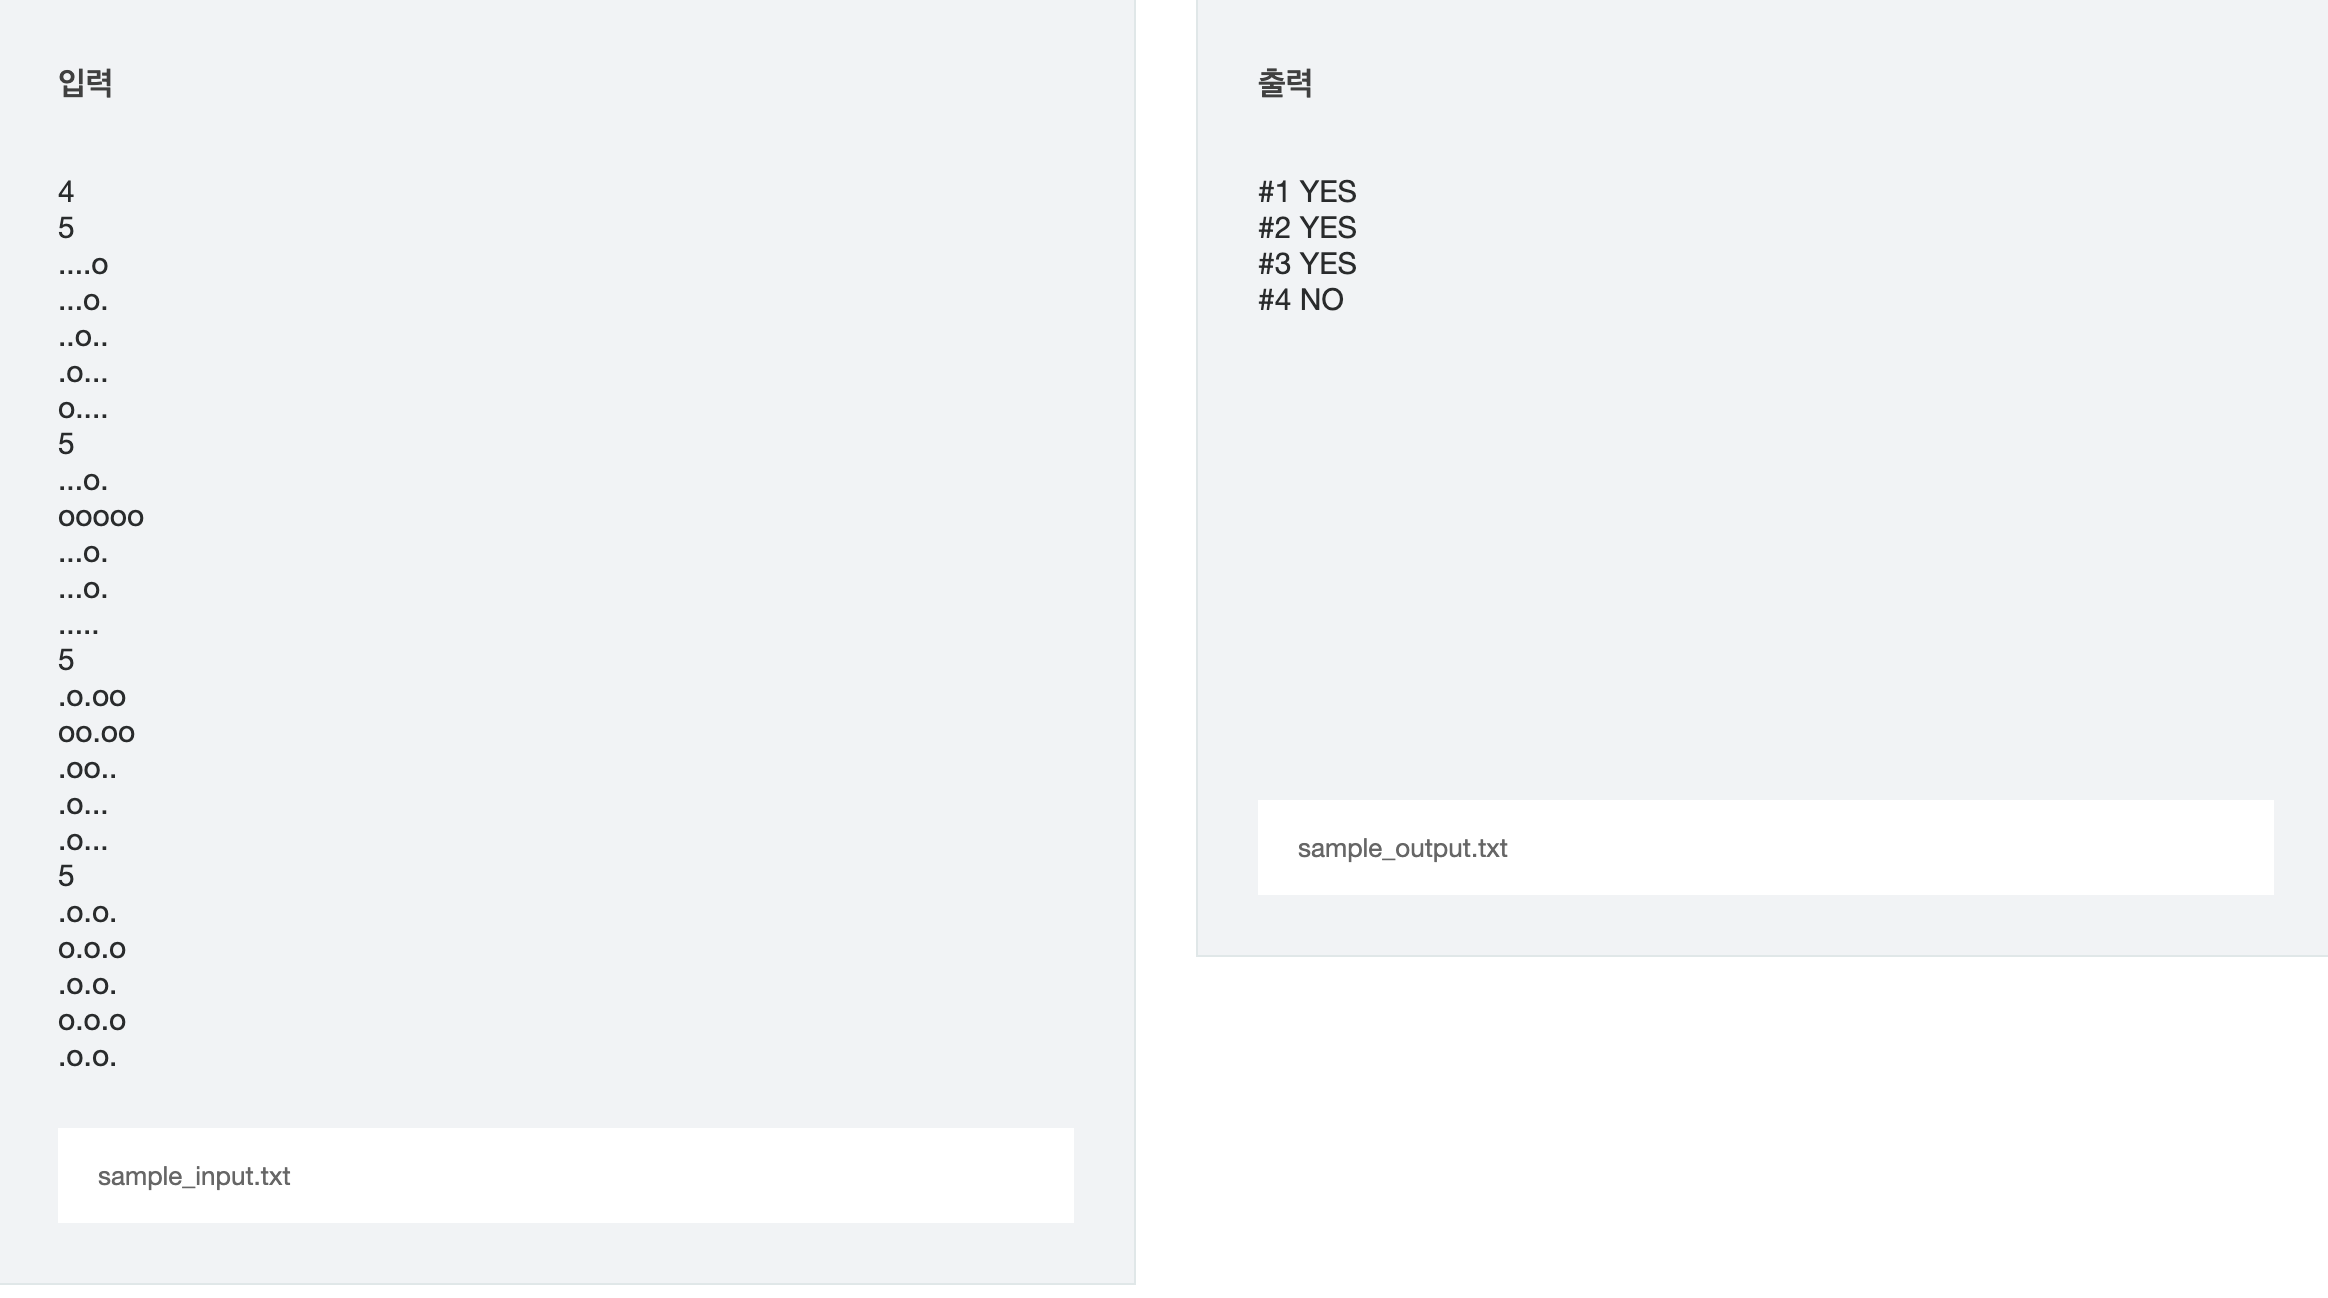 입력
4
5
....o
...o.
..o..
.o...
o....
5
...o.
ooooo
...o.
...o.
.....
5
.o.oo
oo.oo
.oo..
.o...
.o...
5
.o.o.
o.o.o
.o.o.
o.o.o
.o.o.
sample_input.txt
출력
#1 YES
#2 YES
#3 YES
#4 NO
sample_output.txt